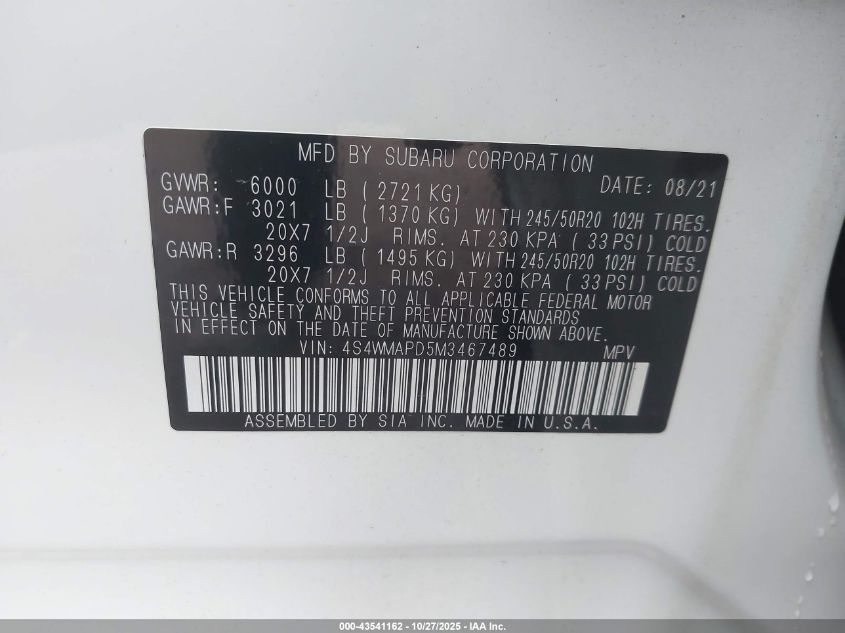 MFD BY SUBARU CORPORATION
GVWR: 6000 LB ( 2721 KG) DATE: 08/21
GAWR:F 3021 LB ( 1370 KG) WITH 245/50R20 102H TIRES.
20X7 1/2J RIMS. AT 230 KPA ( 33 PSI) COLD
GAWR:R 3296 LB ( 1495 KG) WITH 245/50R20 102H TIRES.
20X7 1/2J RIMS. AT 230 KPA ( 33 PSI) COLD
THIS VEHICLE CONFORMS TO ALL APPLICABLE FEDERAL MOTOR
VEHICLE SAFETY AND THEFT PREVENTION STANDARDS
IN EFFECT ON THE DATE OF MANUFACTURE SHOWN ABOVE.
VIN: 4S4WMAPD5M3467489 MPV
ASSEMBLED BY SIA INC. MADE IN U.S.A.
000-43541162 - 10/27/2025 - IAA Inc.